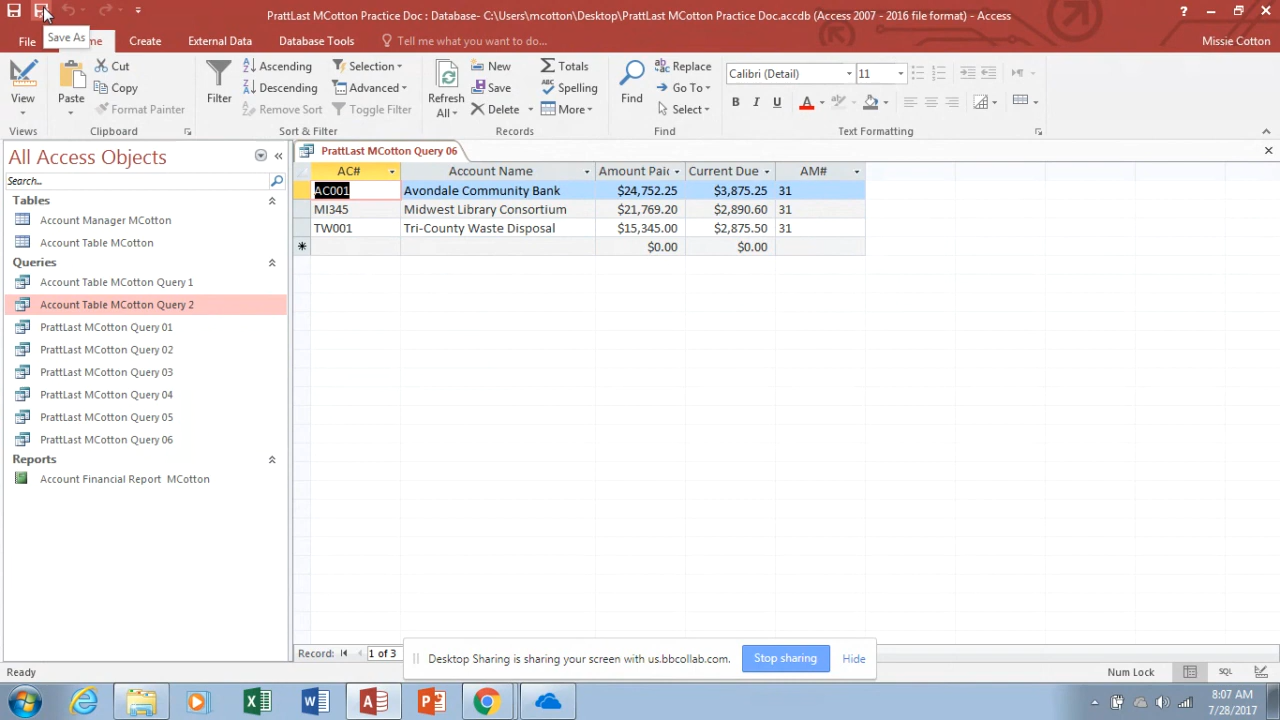 PrattLast MCotton Practice Doc : Database- C:\Users\mcotton\Desktop\PrattLast MCotton Practice Doc.accdb (Access 2007 - 2016 file format) - Access
?
Save As
File
me
Create
External Data
Database Tools
Tell me what you want to do...
Missie Cotton
View
Paste
Cut
Copy
Format Painter
Filter
Ascending
Descending
Remove Sort
Selection
Advanced
Toggle Filter
Refresh
All
New
Save
Delete
Totals
Spelling
More
Find
Replace
Go To
Select
Calibri (Detail)
11
B I U
A
Views
Clipboard
Sort & Filter
Records
Find
Text Formatting
All Access Objects
Search...
Tables
Account Manager MCotton
Account Table MCotton
Queries
Account Table MCotton Query 1
Account Table MCotton Query 2
PrattLast MCotton Query 01
PrattLast MCotton Query 02
PrattLast MCotton Query 03
PrattLast MCotton Query 04
PrattLast MCotton Query 05
PrattLast MCotton Query 06
Reports
Account Financial Report MCotton
PrattLast MCotton Query 06
AC# Account Name Amount Paid Current Due AM#
AC001 Avondale Community Bank $24,752.25 $3,875.25 31
MI345 Midwest Library Consortium $21,769.20 $2,890.60 31
TW001 Tri-County Waste Disposal $15,345.00 $2,875.50 31
* $0.00 $0.00
Record: 1 of 3
Desktop Sharing is sharing your screen with us.bbcollab.com.
Stop sharing
Hide
Ready
Num Lock
SQL
8:07 AM
7/28/2017